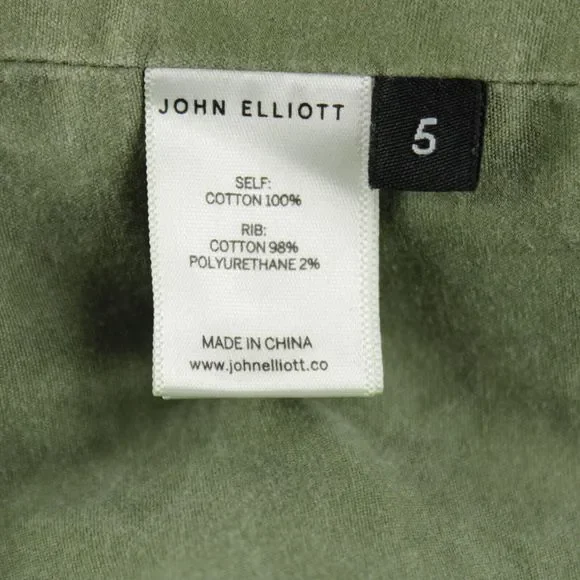 JOHN ELLIOTT
5
SELF:
COTTON 100%
RIB:
COTTON 98%
POLYURETHANE 2%
MADE IN CHINA
www.johnelliott.co